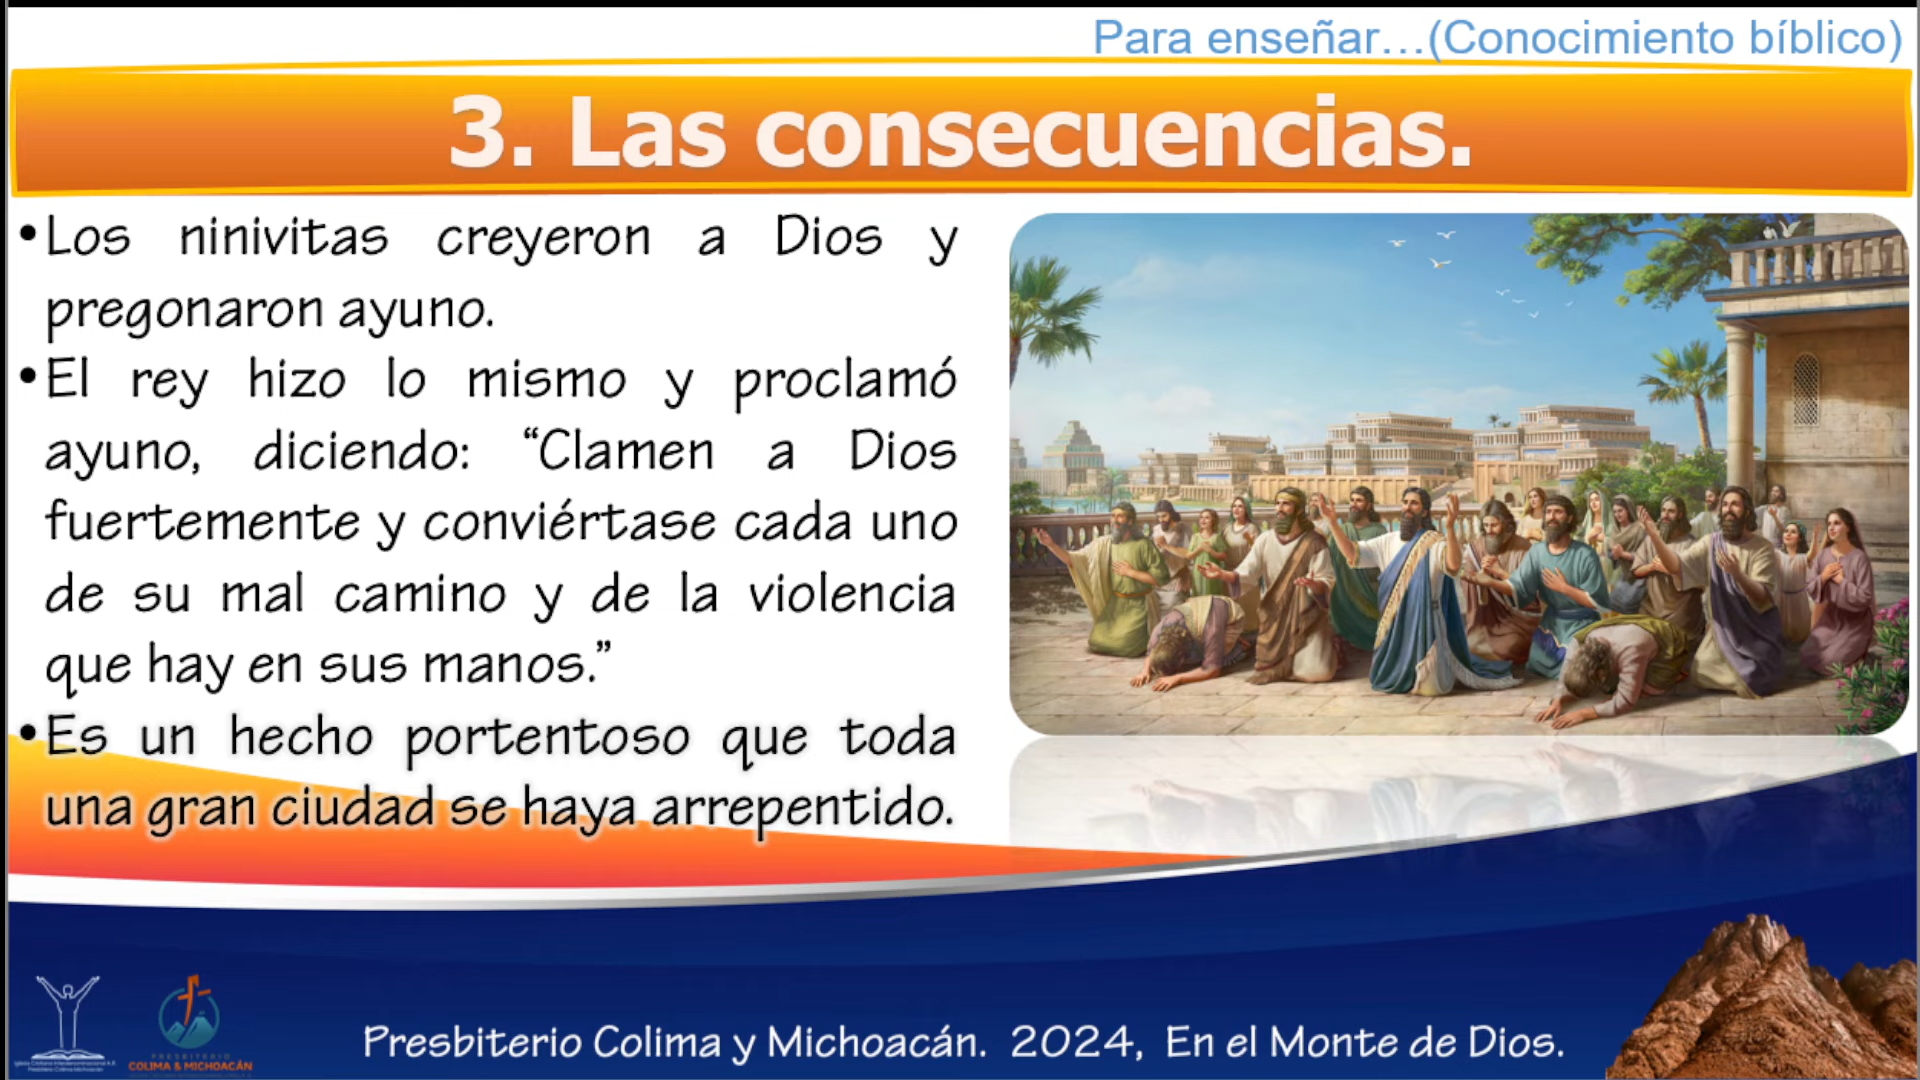 Para enseñar...(Conocimiento bíblico)
3. Las consecuencias.
•Los ninivitas creyeron a Dios y
pregonaron ayuno.
•El rey hizo lo mismo y proclamó
ayuno, diciendo: “Clamen a Dios
fuertemente y conviértase cada uno
de su mal camino y de la violencia
que hay en sus manos.”
•Es un hecho portentoso que toda
una gran ciudad se haya arrepentido.
PRESBITERIO
COLIMA & MICHOACÁN
Presbiterio Colima y Michoacán. 2024, En el Monte de Dios.